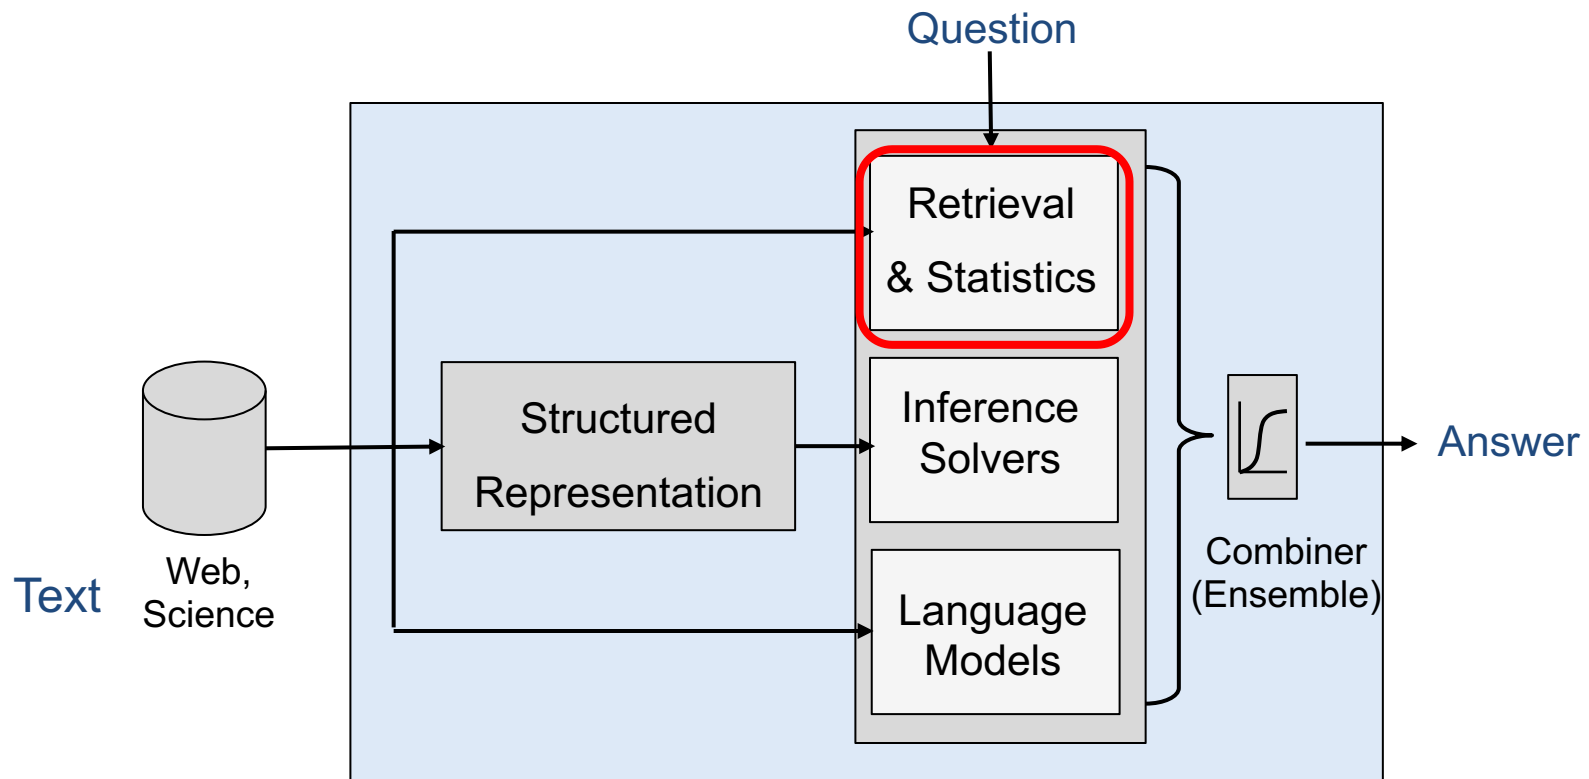 Question
Retrieval
& Statistics
Structured
Representation
Inference
Solvers
Answer
Web,
Science
Text
Combiner
(Ensemble)
Language
Models